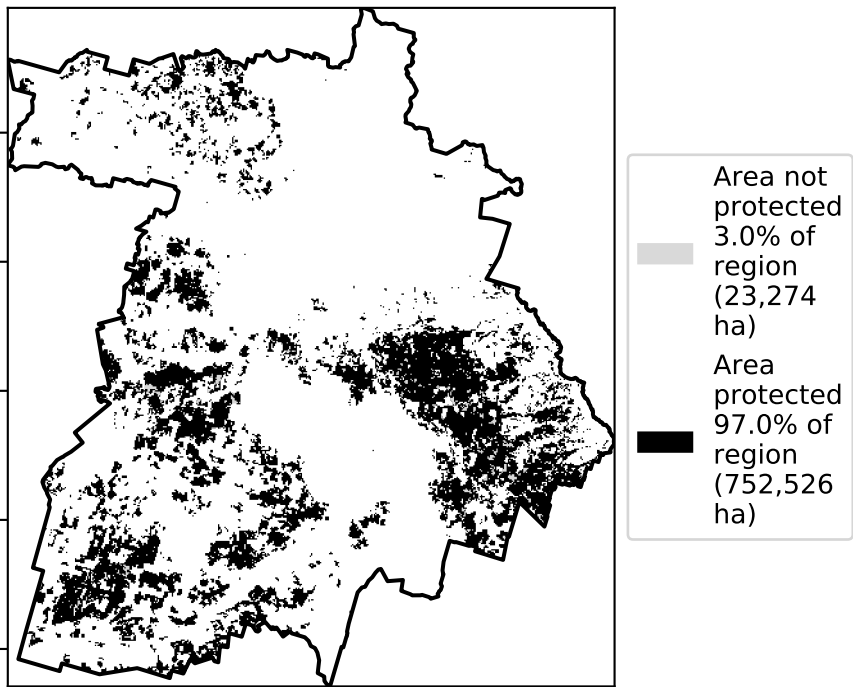 Area not
protected
3.0% of
region
(23,274
ha)
Area
protected
97.0% of
region
(752,526
ha)